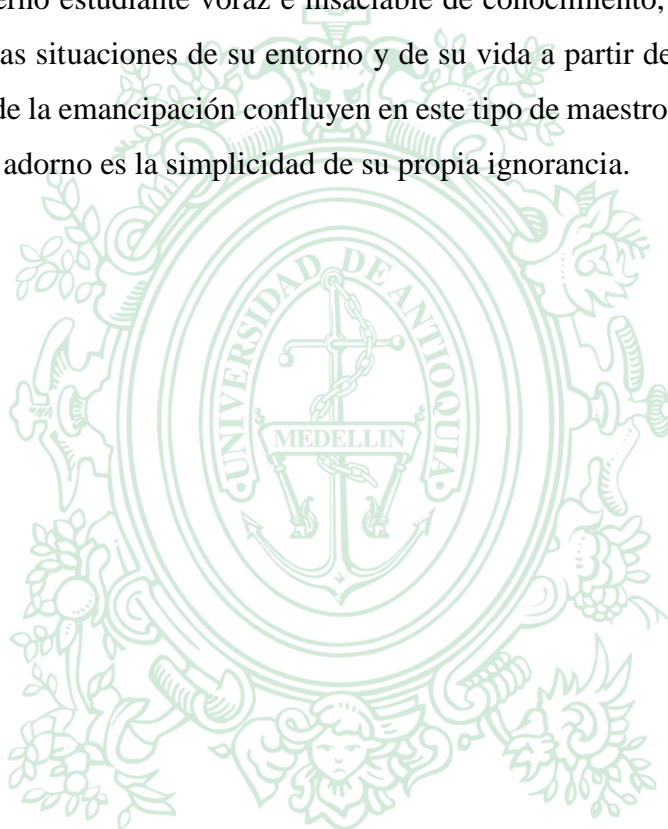 erno estudiante voraz e insaciable de conocimiento,
as situaciones de su entorno y de su vida a partir de
de la emancipación confluyen en este tipo de maestro
adorno es la simplicidad de su propia ignorancia.
UNIVERSIDAD DE ANTIOQUIA
MEDELLIN